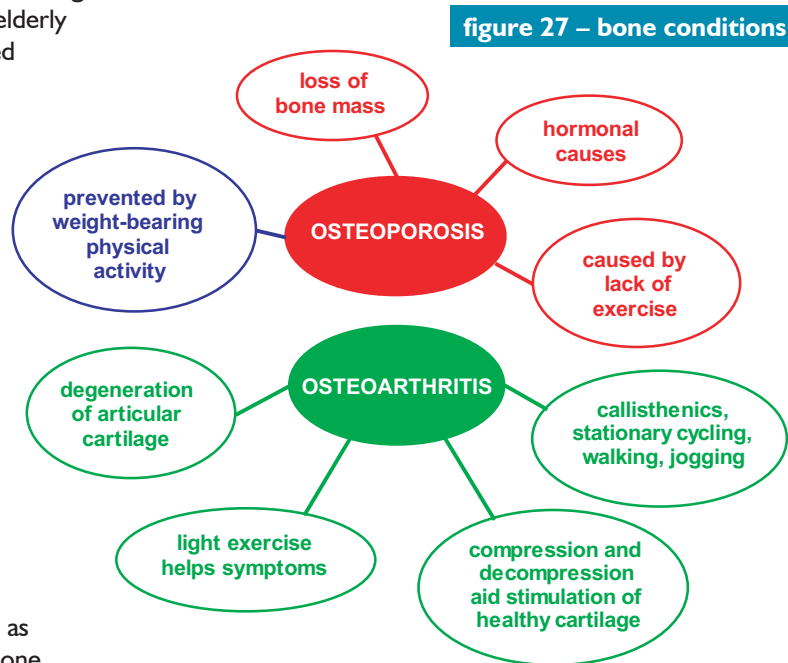 elderly
ed
figure 27 – bone conditions
loss of
bone mass
hormonal
causes
prevented by
weight-bearing
physical
activity
OSTEOPOROSIS
caused by
lack of
exercise
OSTEOARTHRITIS
degeneration
of articular
cartilage
callisthenics,
stationary cycling,
walking, jogging
light exercise
helps symptoms
compression and
decompression
aid stimulation of
healthy cartilage
as
one